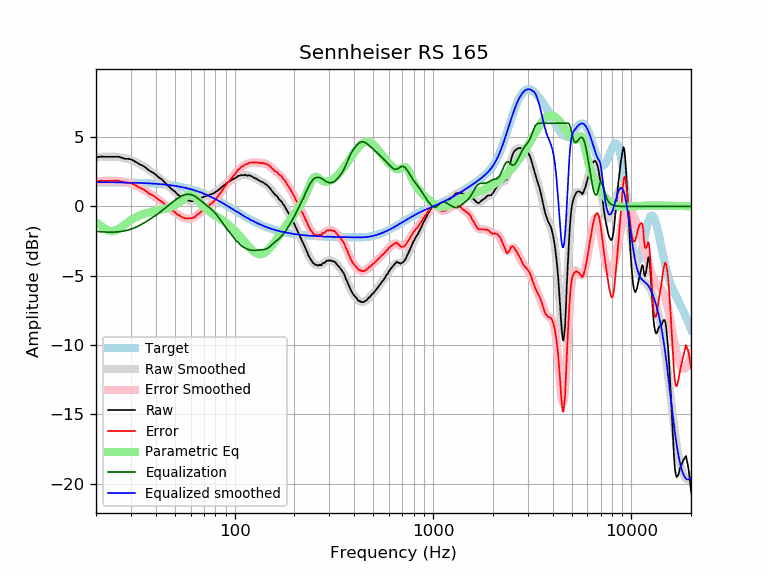 Sennheiser RS 165
Amplitude (dBr)
5
0
−5
−10
−15
−20
Target
Raw Smoothed
Error Smoothed
Raw
Error
Parametric Eq
Equalization
Equalized smoothed
100
1000
10000
Frequency (Hz)